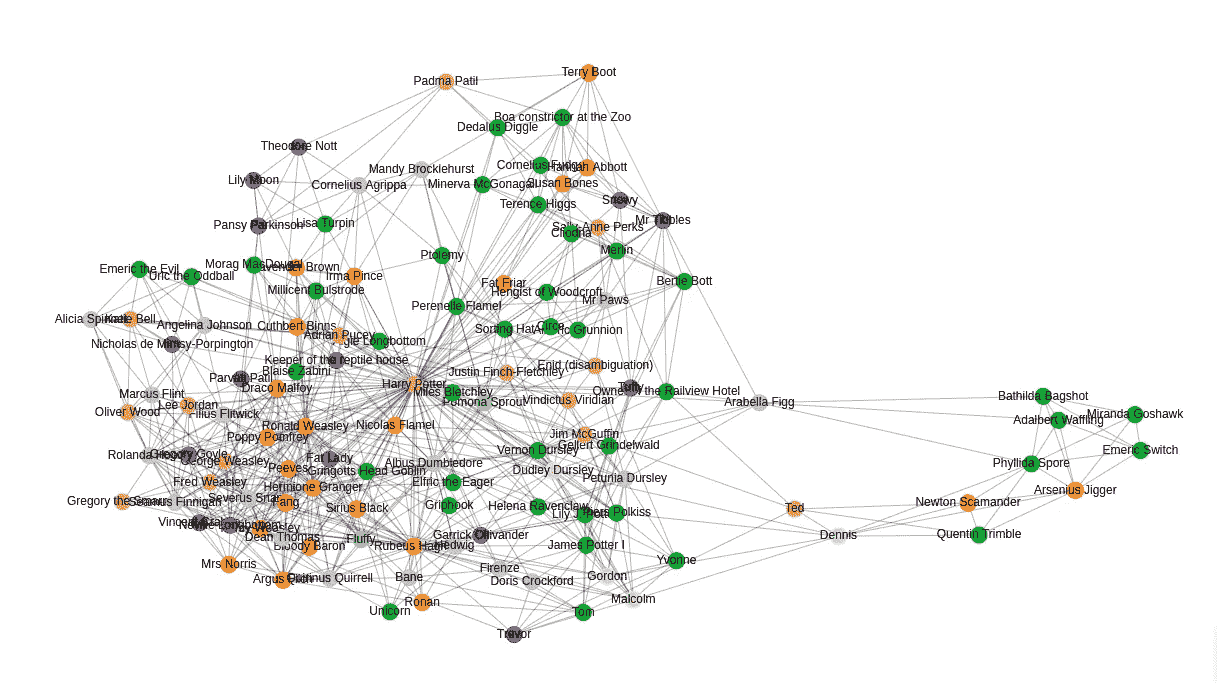 Terry Boot
Padma Patil
Boa constrictor at the Zoo
Dedalus Diggle
Theodore Nott
Cornelius Fudge
Hannah Abbott
Mandy Brocklehurst
Lily Moon
Cornelius Agrippa
Minerva McGonagall
Susan Bones
Snowy
Terence Higgs
Mr Tibbles
Pansy Parkinson
Lisa Turpin
Sally-Anne Perks
Cliodna
Merlin
Ptolemy
Morag MacDougal
Lavender Brown
Emeric the Evil
Uric the Oddball
Irma Pince
Bertie Bott
Fat Friar
Millicent Bulstrode
Hengist of Woodcroft
Mr Paws
Perenelle Flamel
Alicia Spinnet
Katie Bell
Angelina Johnson
Cuthbert Binns
Sorting Hat
Circe
Grunnion
Adrian Pucey
Longbottom
Nicholas de Mimsy-Porpington
Keeper of the reptile house
Enid (disambiguation)
Blaise Zabini
Justin Finch-Fletchley
Parvati Patil
Harry Potter
Draco Malfoy
Owner of the Railview Hotel
Tufty
Miles Bletchley
Marcus Flint
Bathilda Bagshot
Pomona Sprout
Vindictus Viridian
Arabella Figg
Lee Jordan
Oliver Wood
Filius Flitwick
Miranda Goshawk
Adalbert Waffling
Ronald Weasley
Nicolas Flamel
Jim McGuffin
Poppy Pomfrey
Gellert Grindelwald
Vernon Dursley
Emeric Switch
Rolanda Hooch
Gregory Goyle
George Weasley
Fat Lady
Albus Dumbledore
Phyllida Spore
Peeves
Gringotts Head Goblin
Dudley Dursley
Petunia Dursley
Fred Weasley
Elfric the Eager
Hermione Granger
Arsenius Jigger
Severus Snape
Gregory the Smarmy
Seamus Finnigan
Fang
Newton Scamander
Sirius Black
Griphook
Helena Ravenclaw
Ted
Lily J
Piers Polkiss
Vincent Crabbe
Neville Longbottom
Percy Weasley
Dean Thomas
Garrick Ollivander
Dennis
Quentin Trimble
Fluffy
Bloody Baron
Rubeus Hagrid
Hedwig
James Potter I
Mrs Norris
Yvonne
Firenze
Argus Filch
Quirinus Quirrell
Bane
Doris Crockford
Gordon
Malcolm
Ronan
Unicorn
Tom
Trevor